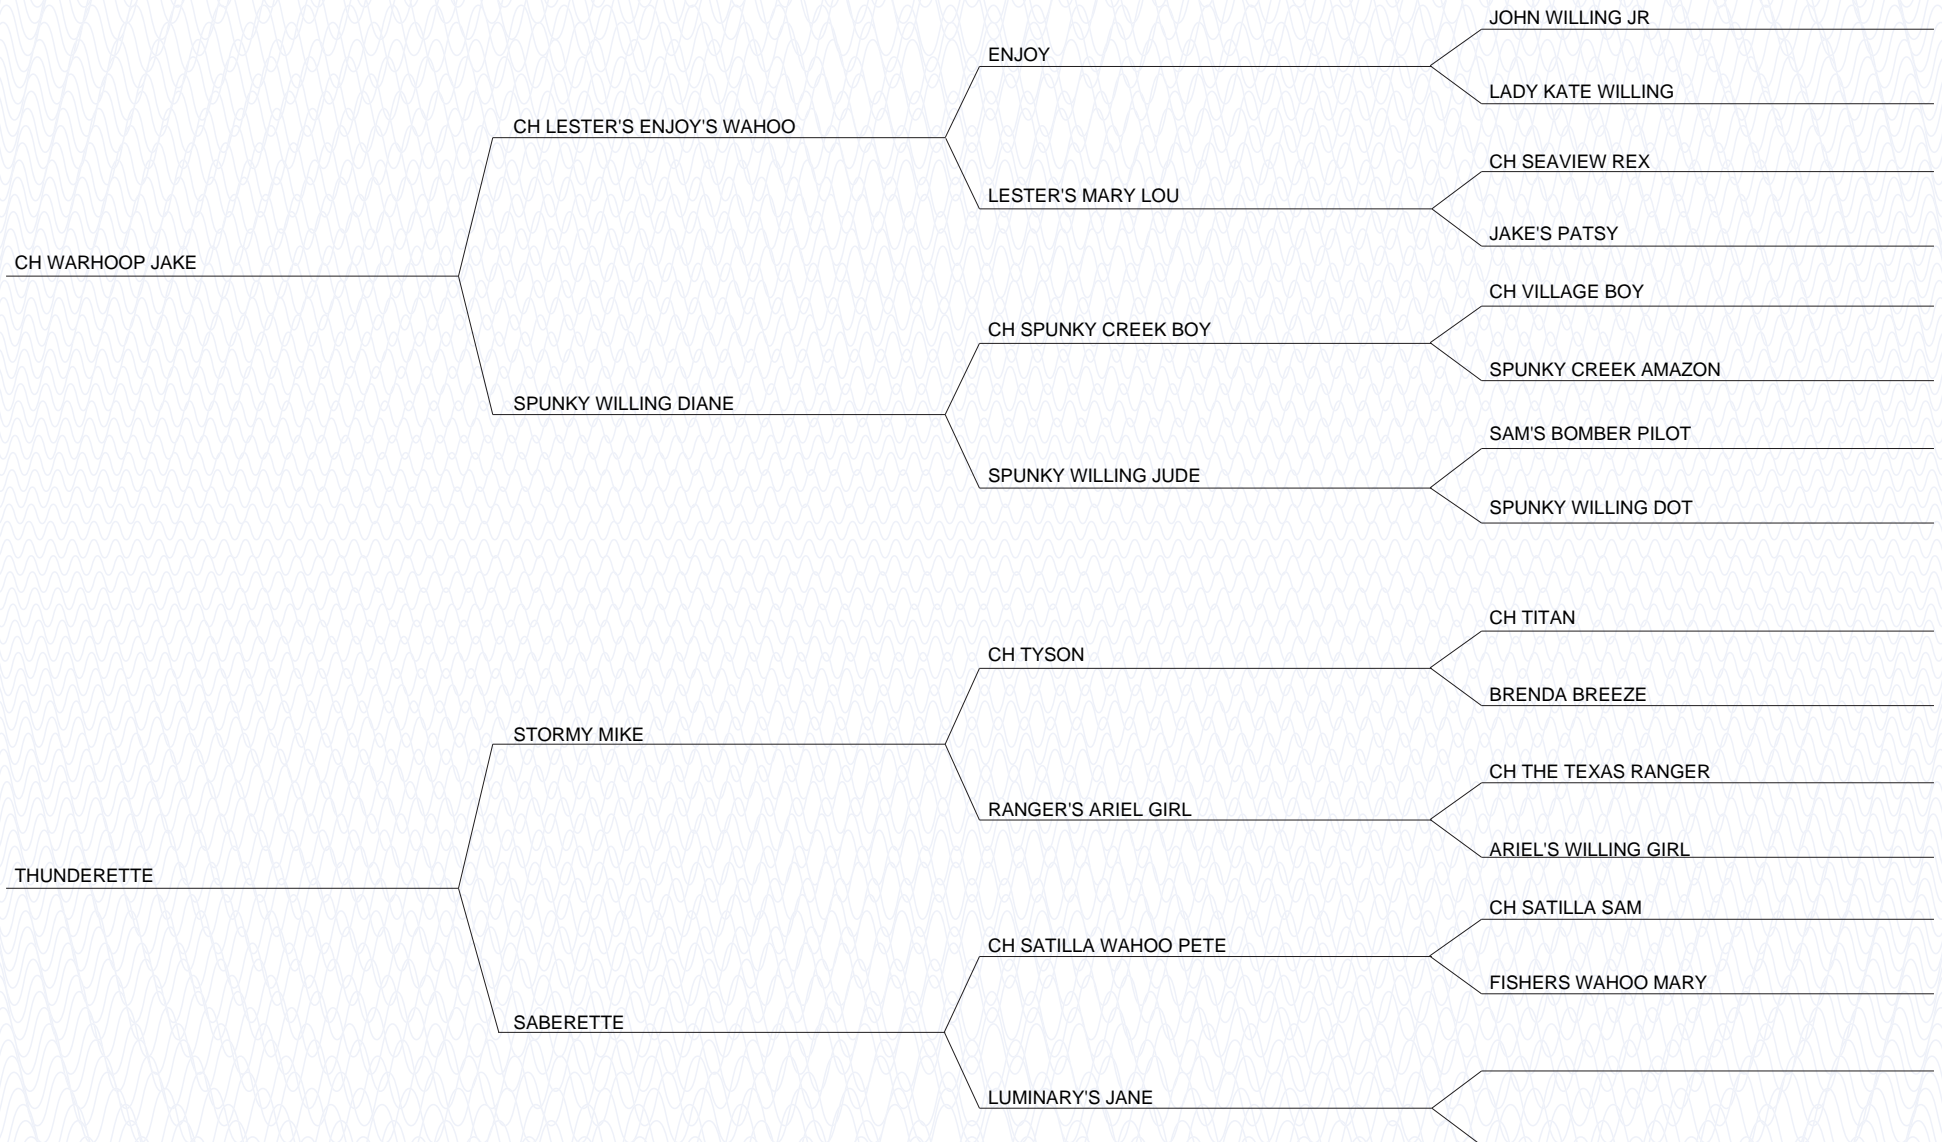 JOHN WILLING JR
ENJOY
LADY KATE WILLING
CH LESTER'S ENJOY'S WAHOO
CH SEAVIEW REX
LESTER'S MARY LOU
JAKE'S PATSY
CH WARHOOP JAKE
CH VILLAGE BOY
CH SPUNKY CREEK BOY
SPUNKY CREEK AMAZON
SPUNKY WILLING DIANE
SAM'S BOMBER PILOT
SPUNKY WILLING JUDE
SPUNKY WILLING DOT
CH TITAN
CH TYSON
BRENDA BREEZE
STORMY MIKE
CH THE TEXAS RANGER
RANGER'S ARIEL GIRL
ARIEL'S WILLING GIRL
THUNDERETTE
CH SATILLA SAM
CH SATILLA WAHOO PETE
FISHERS WAHOO MARY
SABERETTE
LUMINARY'S JANE